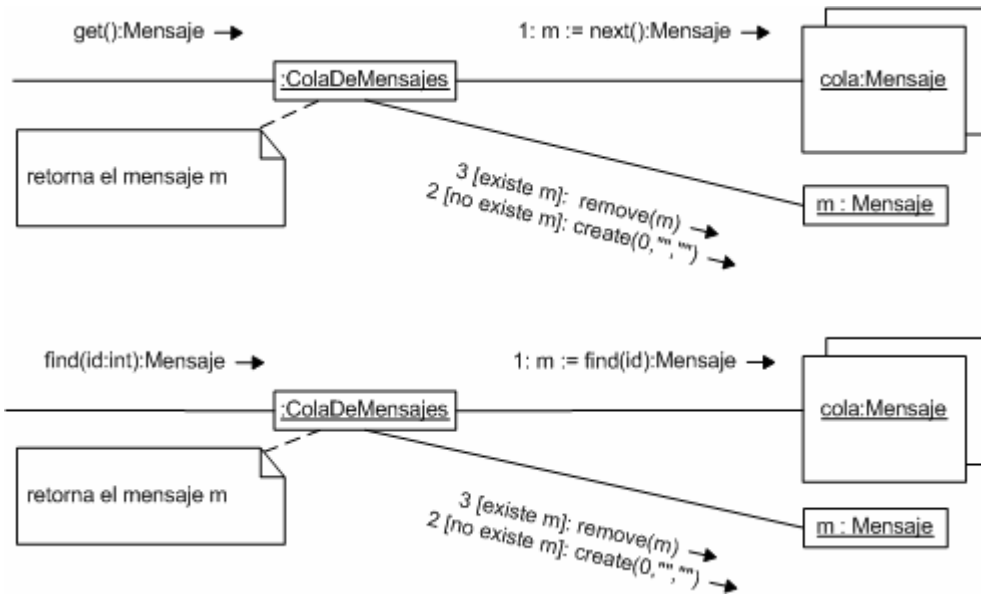 get():Mensaje
1: m := next():Mensaje
:ColaDeMensajes
cola:Mensaje
retorna el mensaje m
3 [existe m]: remove(m)
2 [no existe m]: create(0,"","")
m : Mensaje
find(id:int):Mensaje
1: m := find(id):Mensaje
:ColaDeMensajes
cola:Mensaje
retorna el mensaje m
3 [existe m]: remove(m)
2 [no existe m]: create(0,"","")
m : Mensaje